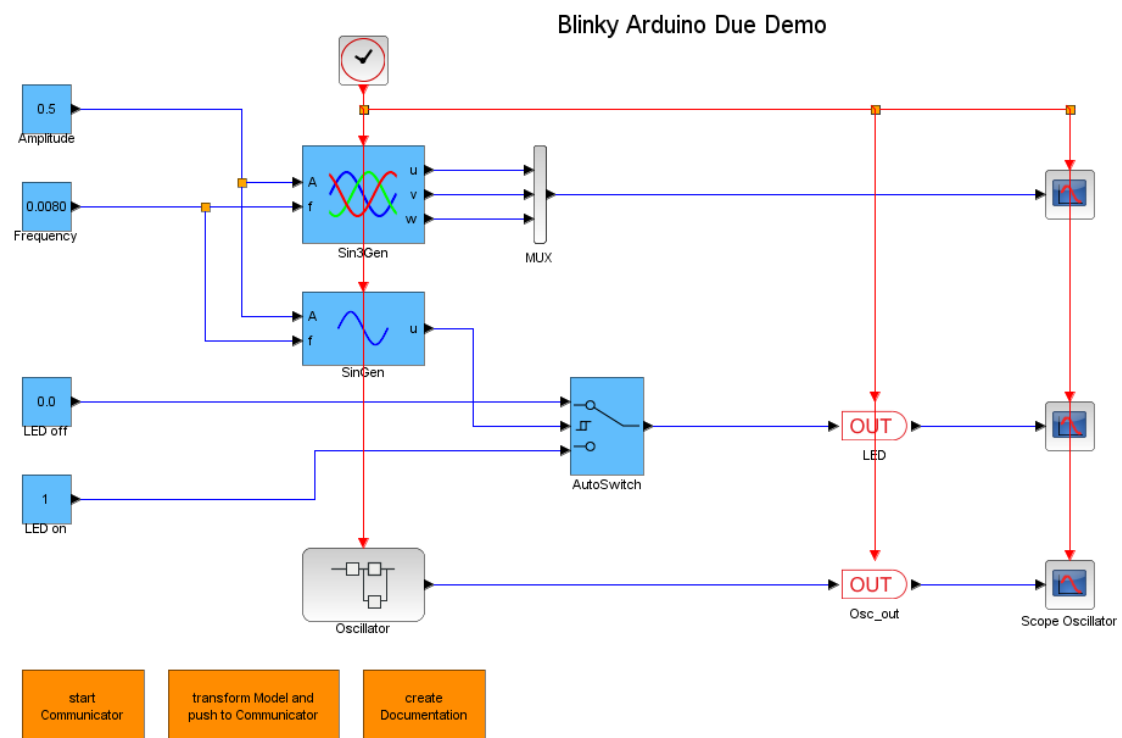 Blinky Arduino Due Demo
0.5
Amplitude
A
u
0.0080
f
v
w
Frequency
Sin3Gen
MUX
A
f
u
SinGen
0.0
LED off
OUT
LED
AutoSwitch
1
LED on
OUT
Osc_out
Oscillator
Scope Oscillator
start
Communicator
transform Model and
push to Communicator
create
Documentation